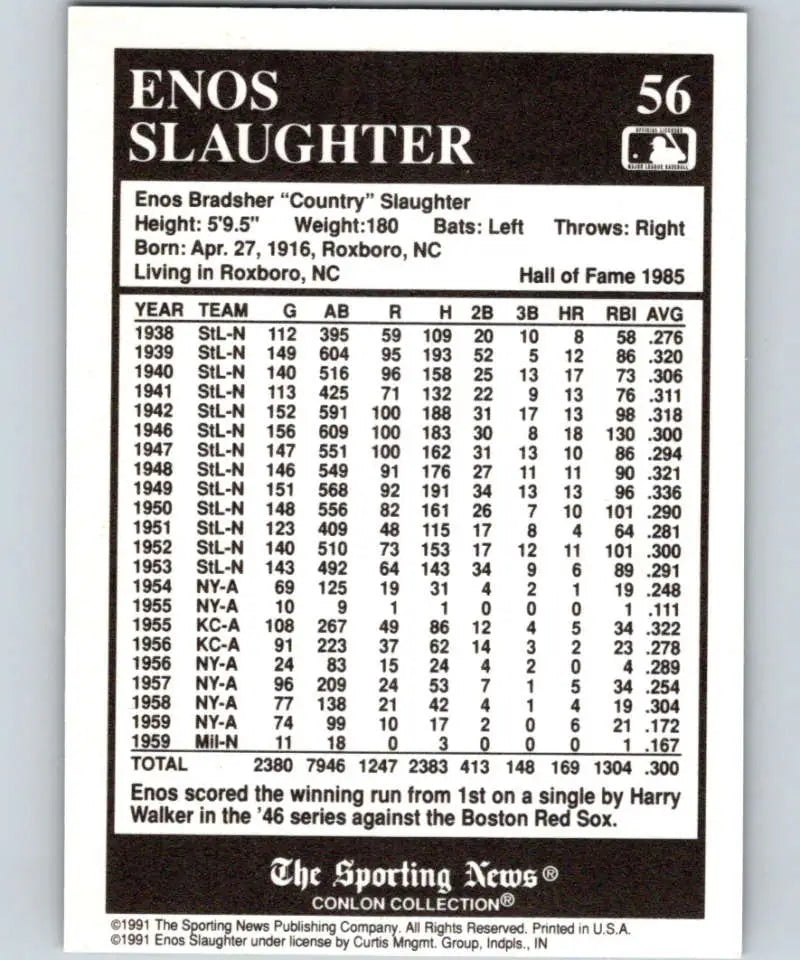 ENOS
SLAUGHTER
56
OFFICIAL LICENSEE
MAJOR LEAGUE BASEBALL
Enos Bradsher “Country” Slaughter
Height: 5'9.5" Weight:180 Bats: Left Throws: Right
Born: Apr. 27, 1916, Roxboro, NC
Living in Roxboro, NC Hall of Fame 1985
YEAR TEAM G AB R H 2B 3B HR RBI AVG
1938 StL-N 112 395 59 109 20 10 8 58 .276
1939 StL-N 149 604 95 193 52 5 12 86 .320
1940 StL-N 140 516 96 158 25 13 17 73 .306
1941 StL-N 113 425 71 132 22 9 13 76 .311
1942 StL-N 152 591 100 188 31 17 13 98 .318
1946 StL-N 156 609 100 183 30 8 18 130 .300
1947 StL-N 147 551 100 162 31 13 10 86 .294
1948 StL-N 146 549 91 176 27 11 11 90 .321
1949 StL-N 151 568 92 191 34 13 13 96 .336
1950 StL-N 148 556 82 161 26 7 10 101 .290
1951 StL-N 123 409 48 115 17 8 4 64 .281
1952 StL-N 140 510 73 153 17 12 11 101 .300
1953 StL-N 143 492 64 143 34 9 6 89 .291
1954 NY-A 69 125 19 31 4 2 1 19 .248
1955 NY-A 10 9 1 1 0 0 0 1 .111
1955 KC-A 108 267 49 86 12 4 5 34 .322
1956 KC-A 91 223 37 62 14 3 2 23 .278
1956 NY-A 24 83 15 24 4 2 0 4 .289
1957 NY-A 96 209 24 53 7 1 5 34 .254
1958 NY-A 77 138 21 42 4 1 4 19 .304
1959 NY-A 74 99 10 17 2 0 6 21 .172
1959 Mil-N 11 18 0 3 0 0 0 1 .167
TOTAL 2380 7946 1247 2383 413 148 169 1304 .300
Enos scored the winning run from 1st on a single by Harry
Walker in the '46 series against the Boston Red Sox.
The Sporting News®
CONLON COLLECTION®
©1991 The Sporting News Publishing Company. All Rights Reserved. Printed in U.S.A.
©1991 Enos Slaughter under license by Curtis Mngmt. Group, Indpls., IN